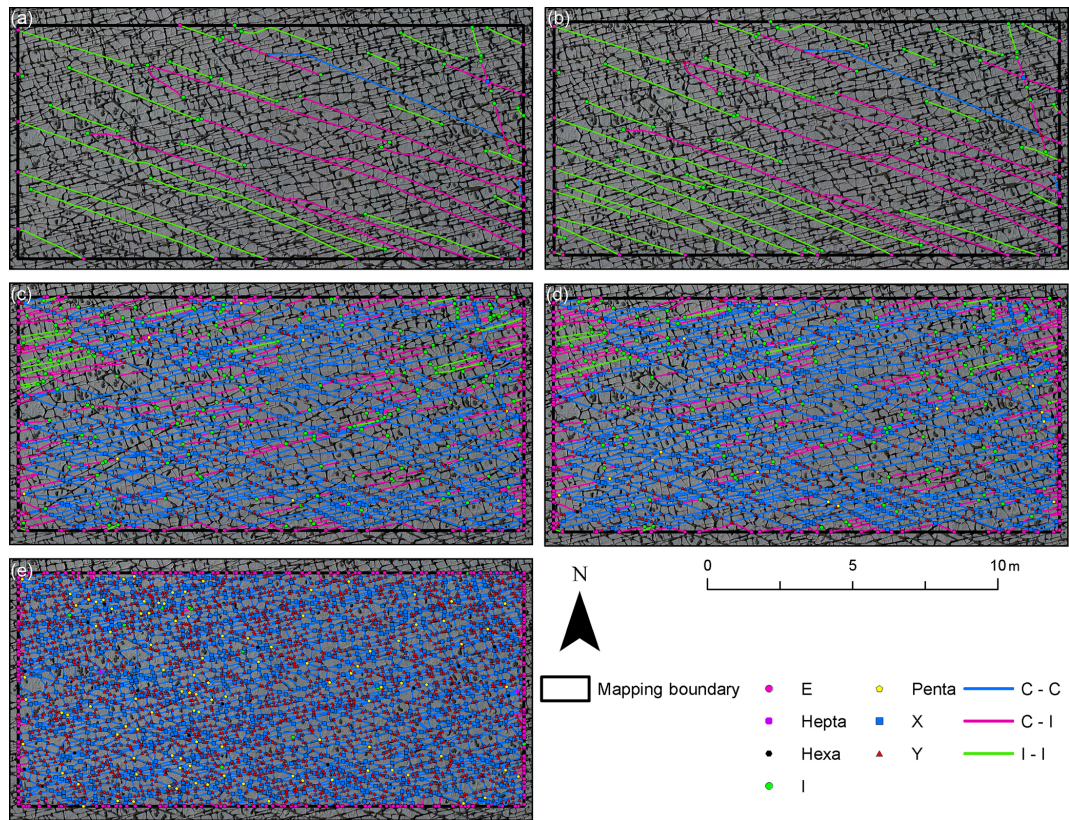 (a)
(b)
(c)
(d)
(e)
N
0 5 10 m
Mapping boundary
E
Penta
C - C
Hepta
X
C - I
Hexa
Y
I - I
I